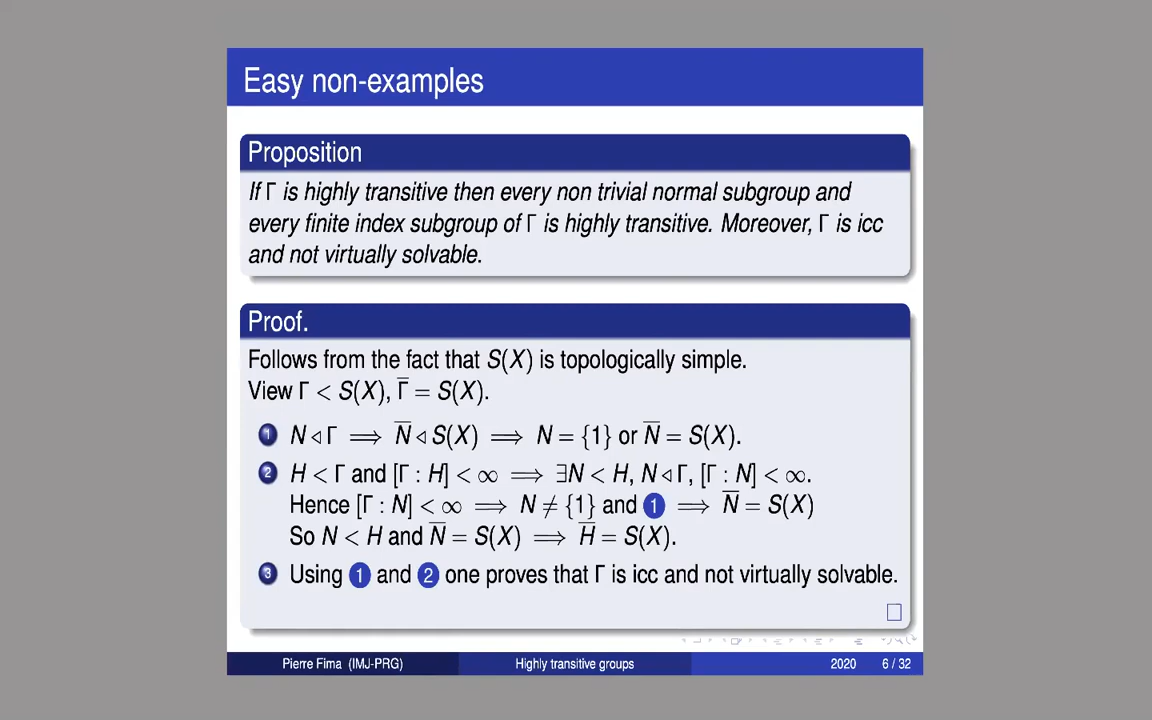 Easy non-examples
Proposition
If Γ is highly transitive then every non trivial normal subgroup and
every finite index subgroup of Γ is highly transitive. Moreover, Γ is icc
and not virtually solvable.
Proof.
Follows from the fact that S(X) is topologically simple.
View Γ < S(X), Γ̅ = S(X).
1 N ◁ Γ ⟹ N̅ ◁ S(X) ⟹ N = {1} or N̅ = S(X).
2 H < Γ and [Γ : H] < ∞ ⟹ ∃N < H, N ◁ Γ, [Γ : N] < ∞.
Hence [Γ : N] < ∞ ⟹ N ≠ {1} and 1 ⟹ N̅ = S(X)
So N < H and N̅ = S(X) ⟹ H̅ = S(X).
3 Using 1 and 2 one proves that Γ is icc and not virtually solvable.
□
Pierre Fima (IMJ-PRG) Highly transitive groups 2020 6 / 32